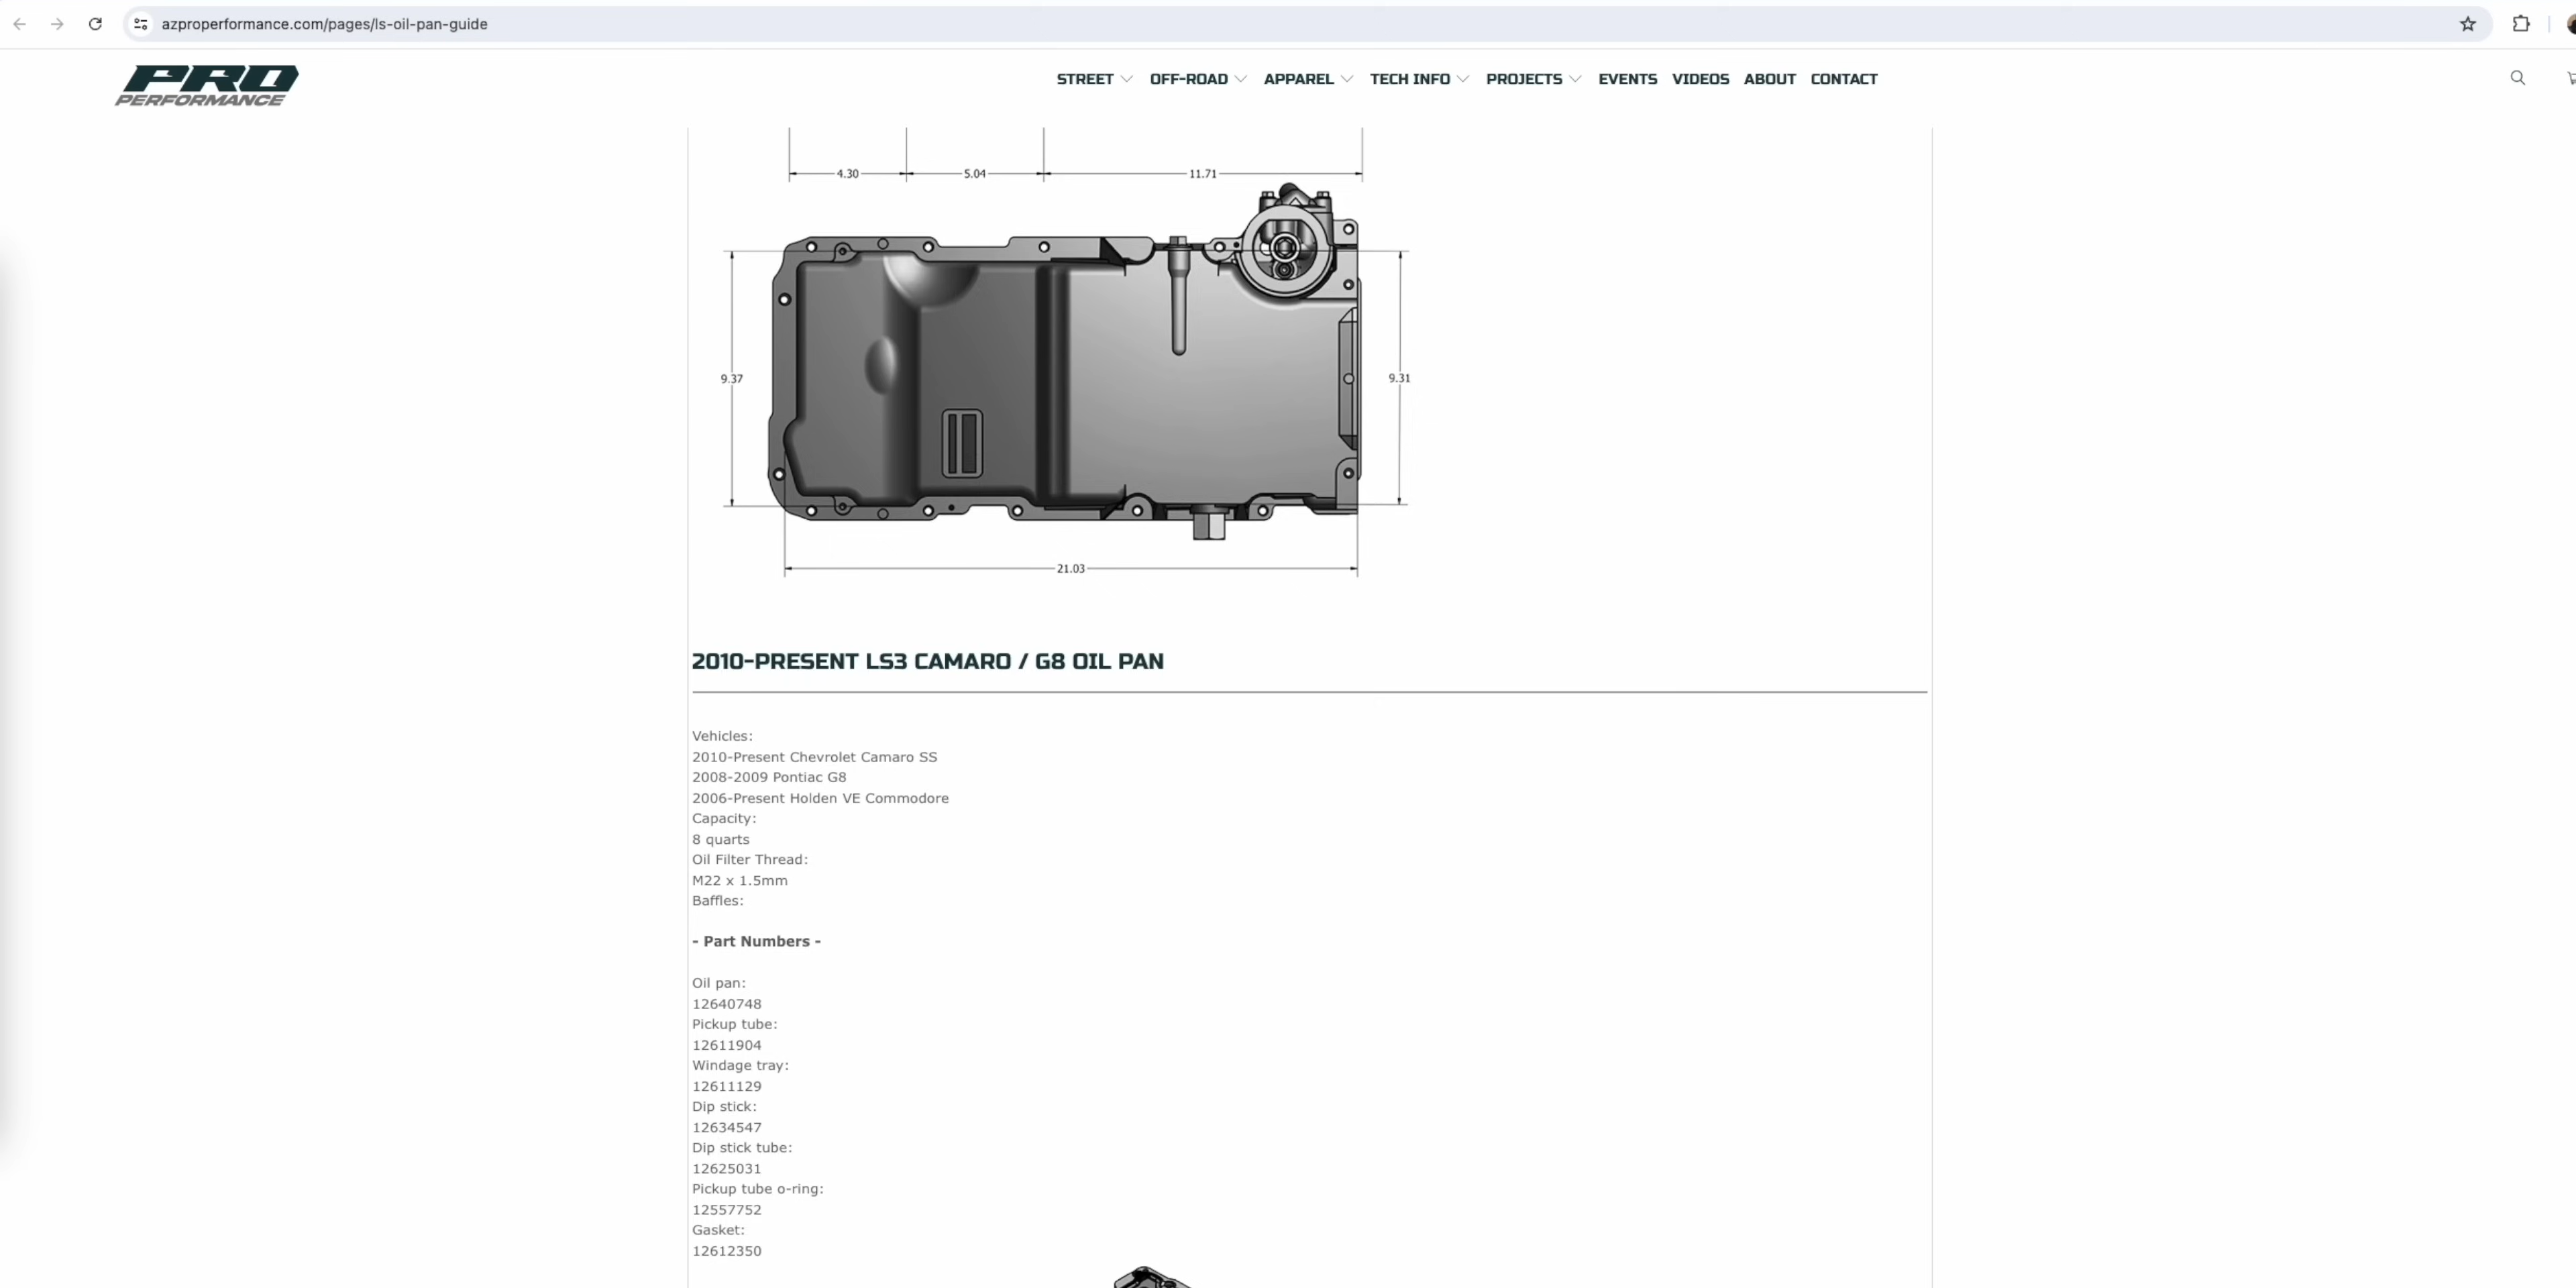 azproperformance.com/pages/ls-oil-pan-guide
PRO
PERFORMANCE
STREET OFF-ROAD APPAREL TECH INFO PROJECTS EVENTS VIDEOS ABOUT CONTACT
4.30 5.04 11.71
9.37 9.31
21.03
2010-PRESENT LS3 CAMARO / G8 OIL PAN
Vehicles:
2010-Present Chevrolet Camaro SS
2008-2009 Pontiac G8
2006-Present Holden VE Commodore
Capacity:
8 quarts
Oil Filter Thread:
M22 x 1.5mm
Baffles:
- Part Numbers -
Oil pan:
12640748
Pickup tube:
12611904
Windage tray:
12611129
Dip stick:
12634547
Dip stick tube:
12625031
Pickup tube o-ring:
12557752
Gasket:
12612350